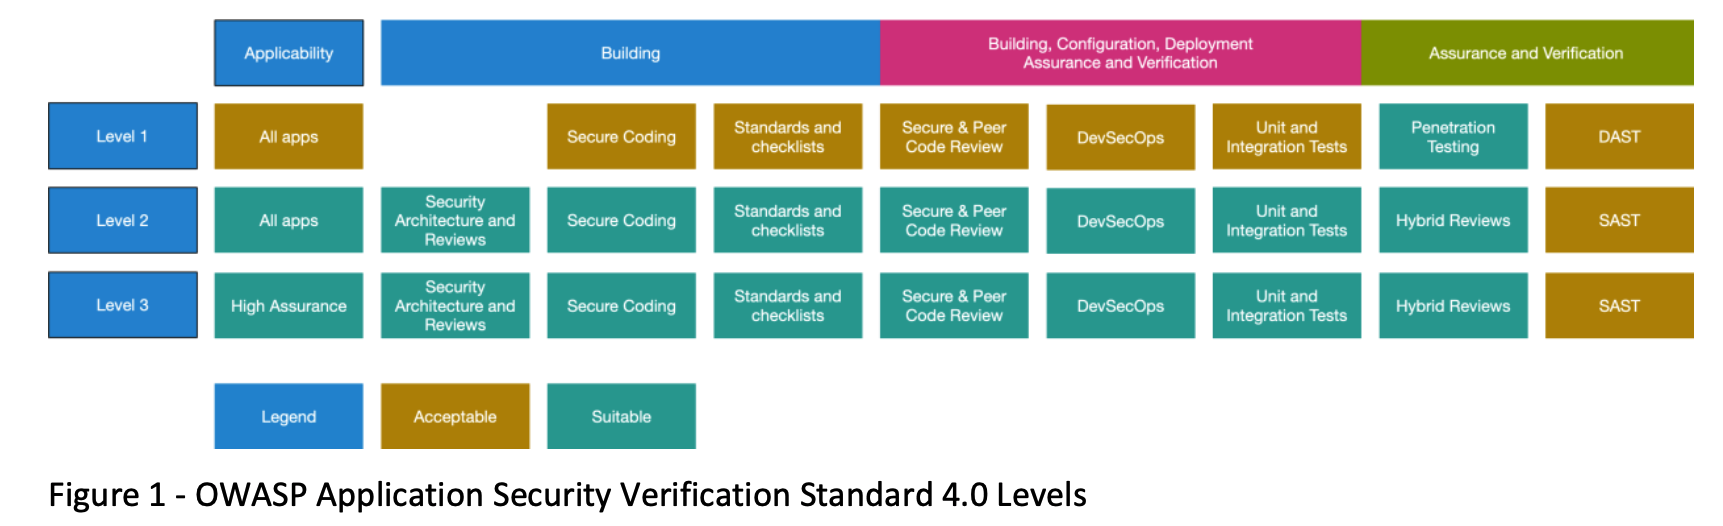 Applicability
Building
Building, Configuration, Deployment
Assurance and Verification
Assurance and Verification
Level 1
All apps
Secure Coding
Standards and
checklists
Secure & Peer
Code Review
DevSecOps
Unit and
Integration Tests
Penetration
Testing
DAST
Level 2
All apps
Security
Architecture and
Reviews
Secure Coding
Standards and
checklists
Secure & Peer
Code Review
DevSecOps
Unit and
Integration Tests
Hybrid Reviews
SAST
Level 3
High Assurance
Security
Architecture and
Reviews
Secure Coding
Standards and
checklists
Secure & Peer
Code Review
DevSecOps
Unit and
Integration Tests
Hybrid Reviews
SAST
Legend
Acceptable
Suitable
Figure 1 - OWASP Application Security Verification Standard 4.0 Levels